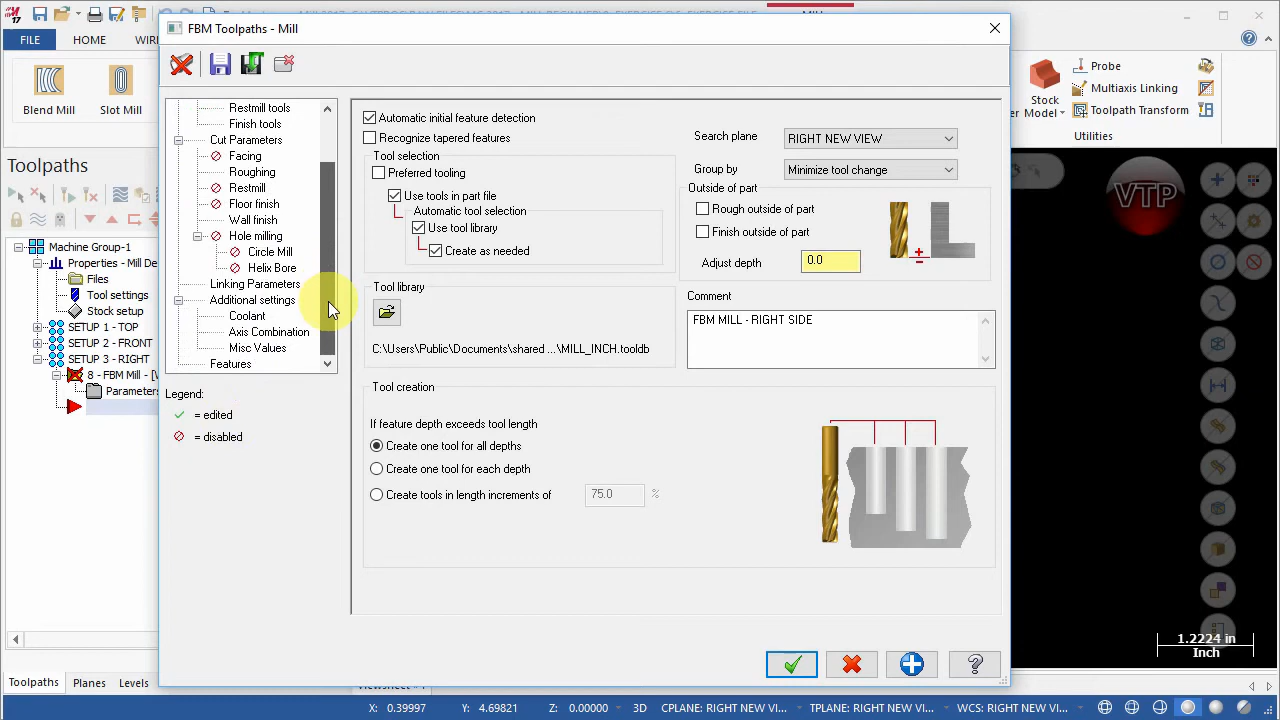 17
FILE
HOME
WIRE
Blend Mill
Slot Mill
Stock
Model
Probe
Multiaxis Linking
Toolpath Transform
Utilities
FBM Toolpaths - Mill
Toolpaths
Machine Group-1
Properties - Mill De
Files
Tool settings
Stock setup
SETUP 1 - TOP
SETUP 2 - FRONT
SETUP 3 - RIGHT
8 - FBM Mill - [W
Parameters
Restmill tools
Finish tools
Cut Parameters
Facing
Roughing
Restmill
Floor finish
Wall finish
Hole milling
Circle Mill
Helix Bore
Linking Parameters
Additional settings
Coolant
Axis Combination
Misc Values
Features
Legend:
= edited
= disabled
Automatic initial feature detection
Recognize tapered features
Tool selection
Preferred tooling
Use tools in part file
Automatic tool selection
Use tool library
Create as needed
Tool library
C:\Users\Public\Documents\shared ...\MILL_INCH.tooldb
Search plane
RIGHT NEW VIEW
Group by
Minimize tool change
Outside of part
Rough outside of part
Finish outside of part
Adjust depth
0.0
Comment
FBM MILL - RIGHT SIDE
Tool creation
If feature depth exceeds tool length
Create one tool for all depths
Create one tool for each depth
Create tools in length increments of
75.0
%
VTP
1.2224 in
Inch
Toolpaths
Planes
Levels
X: 0.39997
Y: 4.69821
Z: 0.00000
3D
CPLANE: RIGHT NEW VI...
TPLANE: RIGHT NEW VI...
WCS: RIGHT NEW VI...